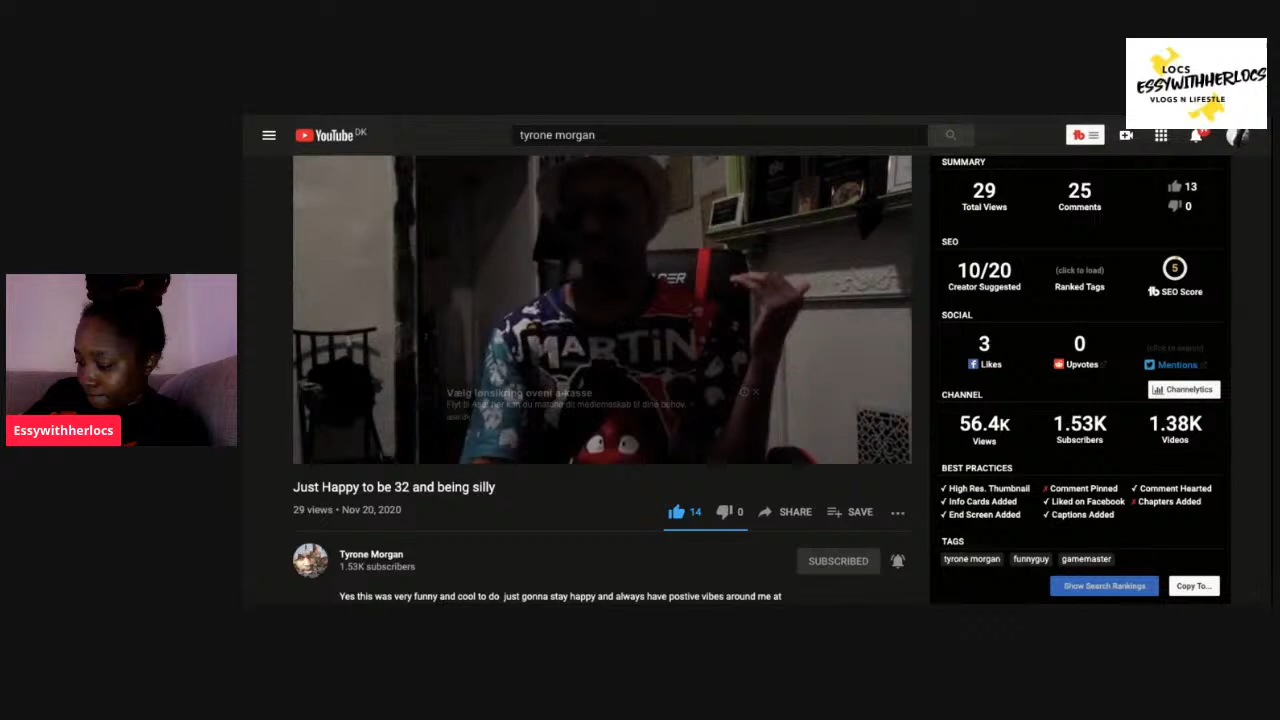 LOCS
ESSYWITHHERLOCS
VLOGS N LIFESTLE
YouTube DK
tyrone morgan
MARTIN
Vælg lønsikring oveni a-kasse
SUMMARY
29
Total Views
25
Comments
13
0
SEO
10/20
Creator Suggested
(click to load)
Ranked Tags
5
tb SEO Score
SOCIAL
3
Likes
0
Upvotes
Mentions
Channelytics
CHANNEL
56.4K
Views
1.53K
Subscribers
1.38K
Videos
BEST PRACTICES
✓ High Res. Thumbnail
✗ Comment Pinned
✓ Comment Hearted
✓ Info Cards Added
✓ Liked on Facebook
✗ Chapters Added
✓ End Screen Added
✓ Captions Added
TAGS
tyrone morgan
funnyguy
gamemaster
Show Search Rankings
Copy To...
Essywithherlocs
Just Happy to be 32 and being silly
29 views • Nov 20, 2020
14
0
SHARE
SAVE
Tyrone Morgan
1.53K subscribers
SUBSCRIBED
Yes this was very funny and cool to do just gonna stay happy and always have postive vibes around me at